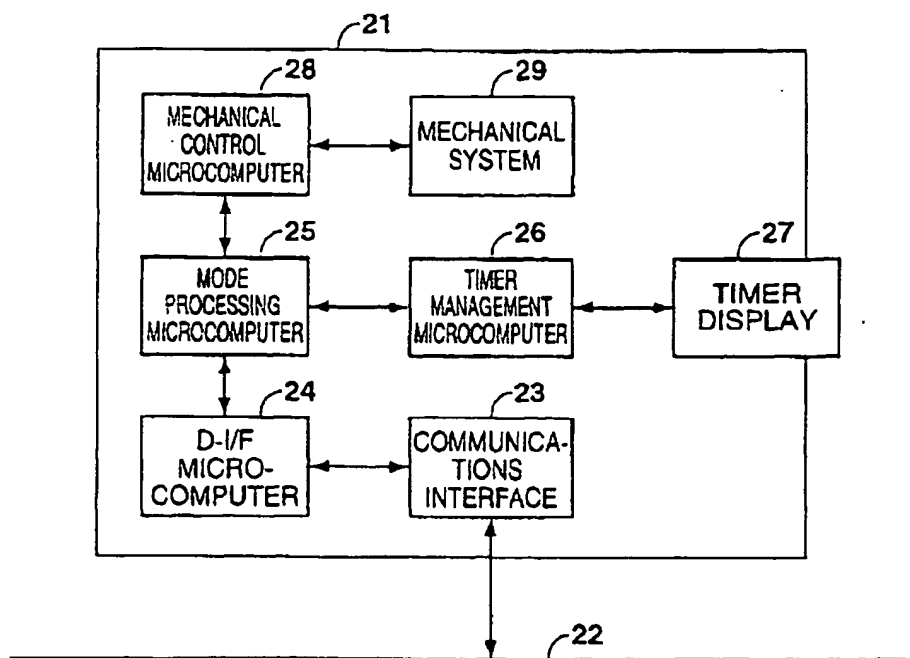 21
28
MECHANICAL
CONTROL
MICROCOMPUTER
29
MECHANICAL
SYSTEM
25
MODE
PROCESSING
MICROCOMPUTER
26
TIMER
MANAGEMENT
MICROCOMPUTER
27
TIMER
DISPLAY
24
D-I/F
MICRO-
COMPUTER
23
COMMUNICA-
TIONS
INTERFACE
22